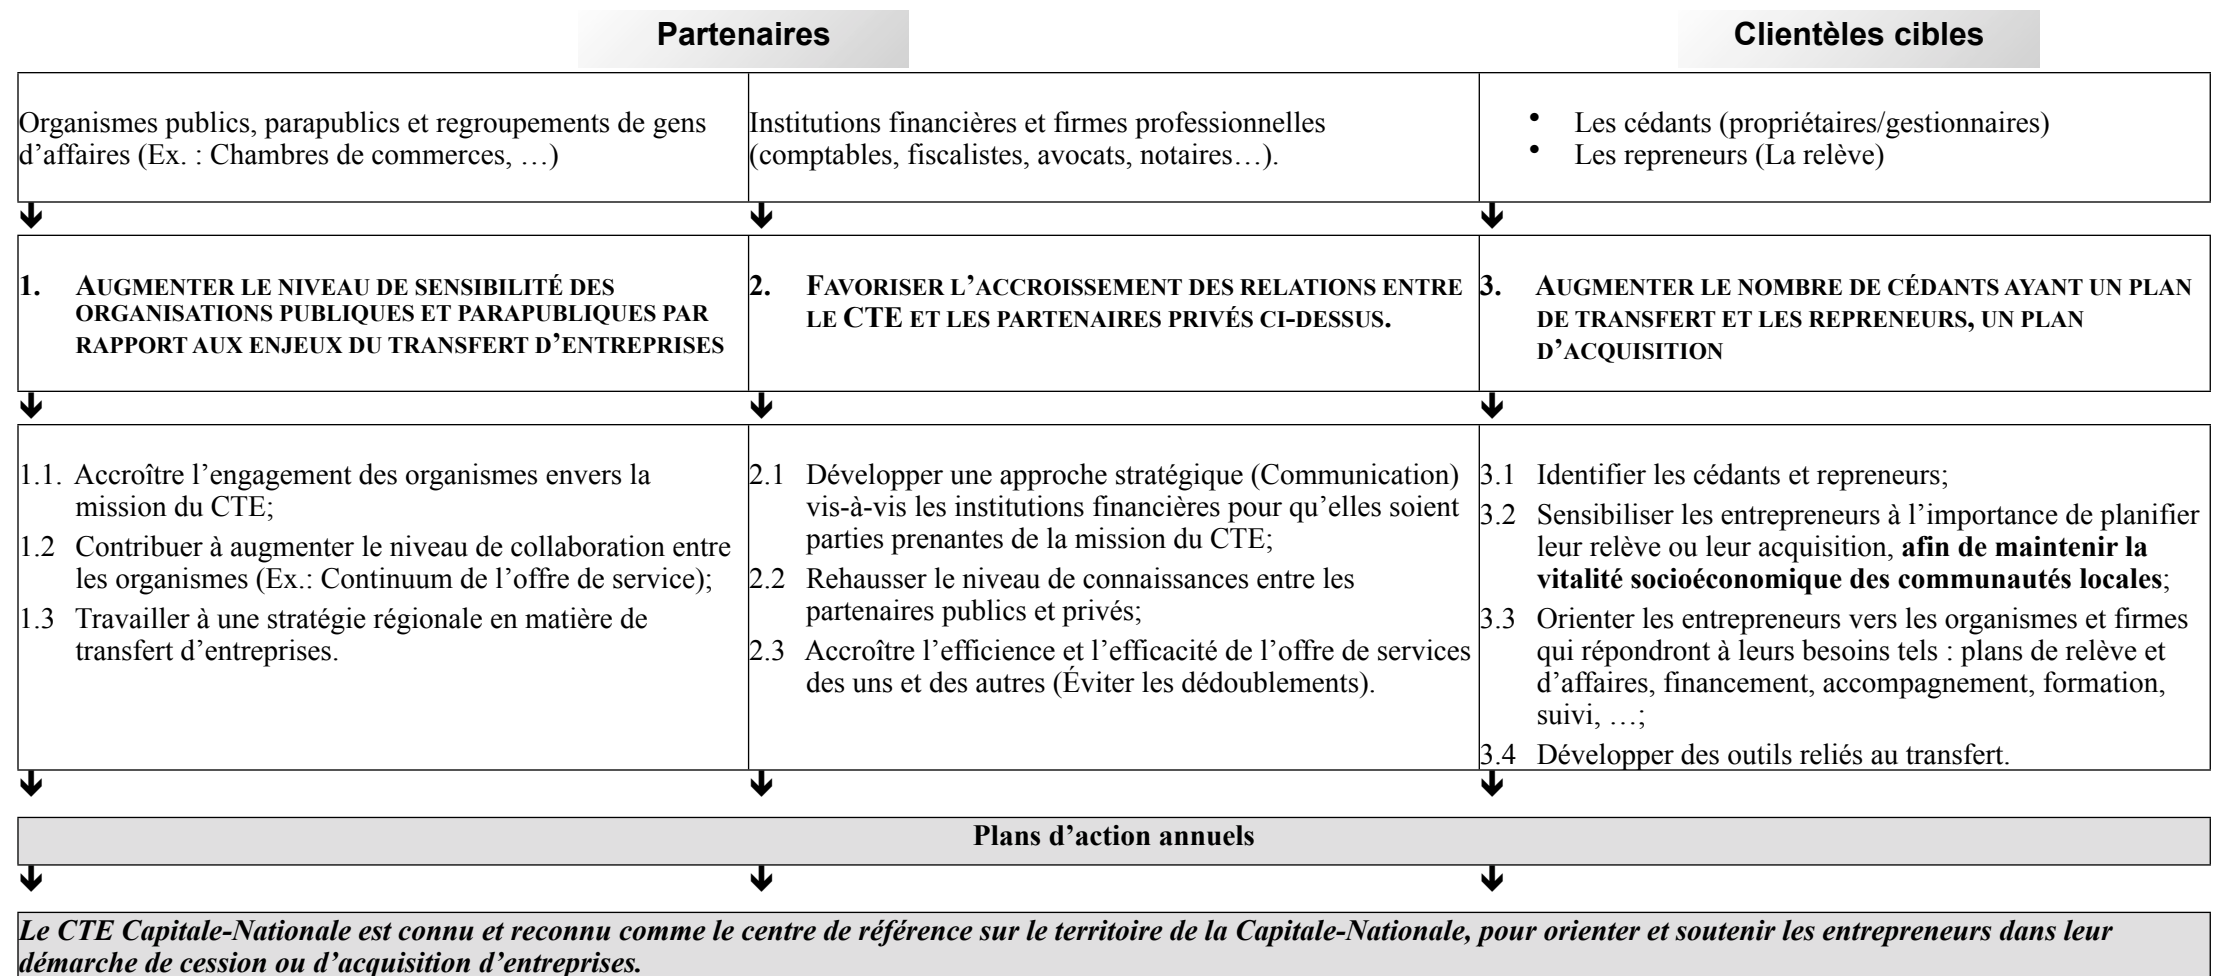 Partenaires
Clientèles cibles
Organismes publics, parapublics et regroupements de gens
d’affaires (Ex. : Chambres de commerces, …)
Institutions financières et firmes professionnelles
(comptables, fiscalistes, avocats, notaires…).
• Les cédants (propriétaires/gestionnaires)
• Les repreneurs (La relève)
1. AUGMENTER LE NIVEAU DE SENSIBILITÉ DES
ORGANISATIONS PUBLIQUES ET PARAPUBLIQUES PAR
RAPPORT AUX ENJEUX DU TRANSFERT D’ENTREPRISES
2. FAVORISER L’ACCROISSEMENT DES RELATIONS ENTRE
LE CTE ET LES PARTENAIRES PRIVÉS CI-DESSUS.
3. AUGMENTER LE NOMBRE DE CÉDANTS AYANT UN PLAN
DE TRANSFERT ET LES REPRENEURS, UN PLAN
D’ACQUISITION
1.1. Accroître l’engagement des organismes envers la
mission du CTE;
1.2 Contribuer à augmenter le niveau de collaboration entre
les organismes (Ex.: Continuum de l’offre de service);
1.3 Travailler à une stratégie régionale en matière de
transfert d’entreprises.
2.1 Développer une approche stratégique (Communication)
vis-à-vis les institutions financières pour qu’elles soient
parties prenantes de la mission du CTE;
2.2 Rehausser le niveau de connaissances entre les
partenaires publics et privés;
2.3 Accroître l’efficience et l’efficacité de l’offre de services
des uns et des autres (Éviter les dédoublements).
3.1 Identifier les cédants et repreneurs;
3.2 Sensibiliser les entrepreneurs à l’importance de planifier
leur relève ou leur acquisition, afin de maintenir la
vitalité socioéconomique des communautés locales;
3.3 Orienter les entrepreneurs vers les organismes et firmes
qui répondront à leurs besoins tels : plans de relève et
d’affaires, financement, accompagnement, formation,
suivi, …;
3.4 Développer des outils reliés au transfert.
Plans d’action annuels
Le CTE Capitale-Nationale est connu et reconnu comme le centre de référence sur le territoire de la Capitale-Nationale, pour orienter et soutenir les entrepreneurs dans leur
démarche de cession ou d’acquisition d’entreprises.